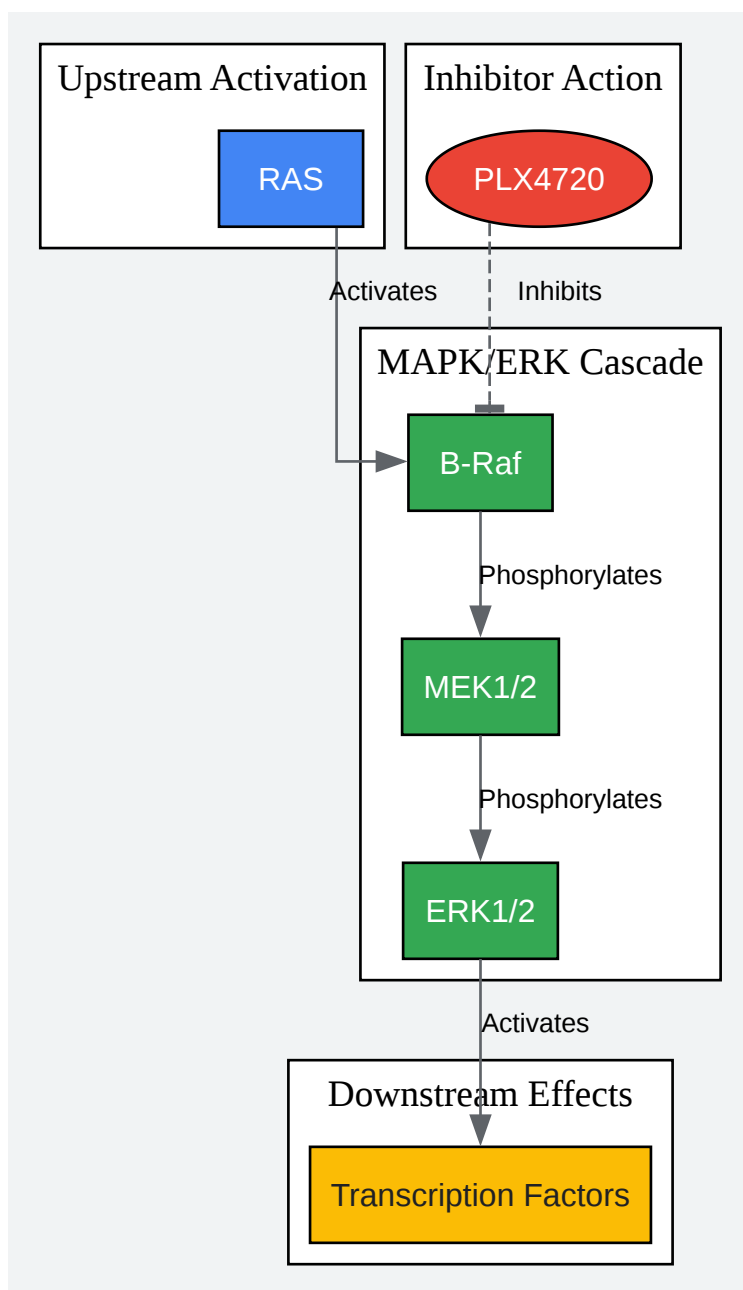 Upstream Activation
Inhibitor Action
RAS
PLX4720
Activates
Inhibits
MAPK/ERK Cascade
B-Raf
Phosphorylates
MEK1/2
Phosphorylates
ERK1/2
Activates
Downstream Effects
Transcription Factors